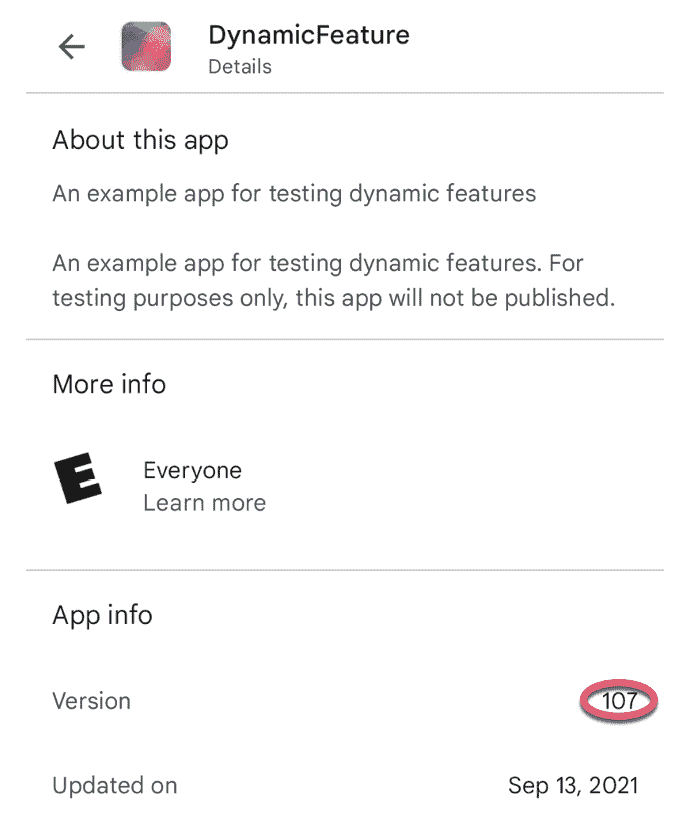 DynamicFeature
Details
About this app
An example app for testing dynamic features
An example app for testing dynamic features. For
testing purposes only, this app will not be published.
More info
E
Everyone
Learn more
App info
Version 107
Updated on Sep 13, 2021